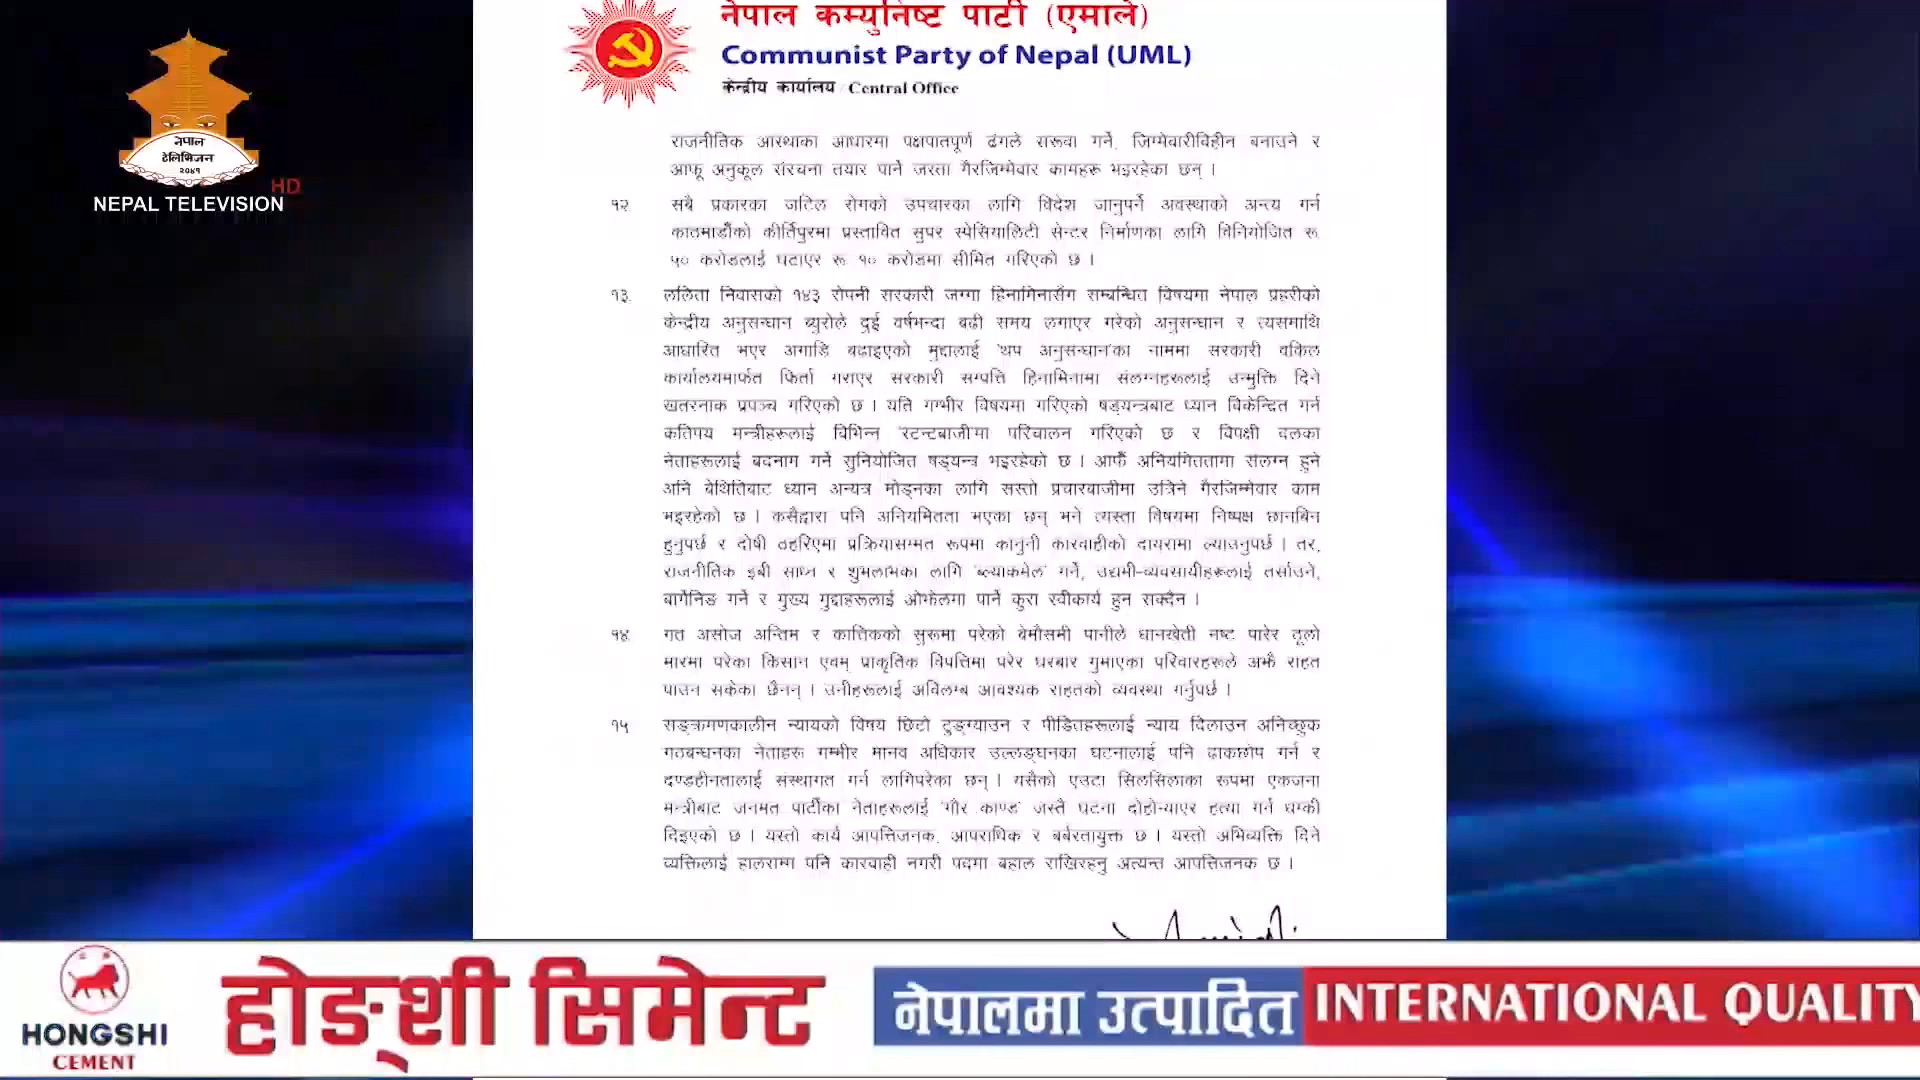 नेपाल
टेलिभिजन
२०४१
HD
NEPAL TELEVISION
नेपाल कम्युनिष्ट पार्टी (एमाले)
Communist Party of Nepal (UML)
केन्द्रीय कार्यालय / Central Office
राजनीतिक आस्थाका आधारमा पक्षपातपूर्ण ढंगले सरूवा गर्ने, जिम्मेवारीविहीन बनाउने र
आफू अनुकूल संरचना तयार पार्ने जस्ता गैरजिम्मेवार कामहरू भइरहेका छन् ।
१२. सबै प्रकारका जटिल रोगको उपचारका लागि विदेश जानुपर्ने अवस्थाको अन्त्य गर्न
काठमाडौंको कीर्तिपुरमा प्रस्तावित सुपर स्पेसियालिटी सेन्टर निर्माणका लागि विनियोजित रू.
५० करोडलाई घटाएर रू १० करोडमा सीमित गरिएको छ ।
१३. ललिता निवासको १४३ रोपनी सरकारी जग्गा हिनामिनासँग सम्बन्धित विषयमा नेपाल प्रहरीको
केन्द्रीय अनुसन्धान ब्युरोले दुई वर्षभन्दा बढी समय लगाएर गरेको अनुसन्धान र त्यसमाथि
आधारित भएर अगाडि बढाइएको मुद्दालाई 'थप अनुसन्धान'का नाममा सरकारी वकिल
कार्यालयमार्फत फिर्ता गराएर सरकारी सम्पत्ति हिनामिनामा संलग्नहरूलाई उन्मुक्ति दिने
खतरनाक प्रपञ्च गरिएको छ । यति गम्भीर विषयमा गरिएको षड्यन्त्रबाट ध्यान विकेन्दित गर्न
कतिपय मन्त्रीहरूलाई विभिन्न 'स्टन्टबाजी'मा परिचालन गरिएको छ र विपक्षी दलका
नेताहरूलाई बदनाम गर्ने सुनियोजित षड्यन्त्र भइरहेको छ । आफैँ अनियमिततामा संलग्न हुने
अनि बेथितिबाट ध्यान अन्यत्र मोड्नका लागि सस्तो प्रचारबाजीमा उत्रिने गैरजिम्मेवार काम
भइरहेको छ । कसैद्वारा पनि अनियमितता भएका छन् भने त्यस्ता विषयमा निष्पक्ष छानबिन
हुनुपर्छ र दोषी ठहरिएमा प्रक्रियासम्मत रूपमा कानुनी कारवाहीको दायरामा ल्याउनुपर्छ । तर,
राजनीतिक इबी साध्न र शुभलाभका लागि 'ब्ल्याकमेल' गर्ने, उद्यमी-व्यवसायीहरूलाई तर्साउने,
बार्गेनिङ गर्ने र मुख्य मुद्दाहरूलाई ओझेलमा पार्ने कुरा स्वीकार्य हुन सक्दैन ।
१४. गत असोज अन्तिम र कात्तिकको सुरूमा परेको बेमौसमी पानीले धानखेती नष्ट पारेर ठूलो
मारमा परेका किसान एवम् प्राकृतिक विपत्तिमा परेर घरबार गुमाएका परिवारहरूले अझै राहत
पाउन सकेका छैनन् । उनीहरूलाई अविलम्ब आवश्यक राहतको व्यवस्था गर्नुपर्छ ।
१५. सङ्क्रमणकालीन न्यायको विषय छिटो टुङ्ग्याउन र पीडितहरूलाई न्याय दिलाउन अनिच्छुक
गठबन्धनका नेताहरू गम्भीर मानव अधिकार उल्लङ्घनका घटनालाई पनि ढाकछोप गर्न र
दण्डहीनतालाई संस्थागत गर्न लागिपरेका छन् । यसैको एउटा सिलसिलाका रूपमा एकजना
मन्त्रीबाट जनमत पार्टीका नेताहरूलाई 'गौर काण्ड' जस्तै घटना दोहोऱ्याएर हत्या गर्न धम्की
दिइएको छ । यस्तो कार्य आपत्तिजनक, आपराधिक र बर्बरतायुक्त छ । यस्तो अभिव्यक्ति दिने
व्यक्तिलाई हालसम्म पनि कारवाही नगरी पदमा बहाल राखिरहनु अत्यन्त आपत्तिजनक छ ।
HONGSHI
CEMENT
होङ्शी सिमेन्ट
नेपालमा उत्पादित
INTERNATIONAL QUALITY